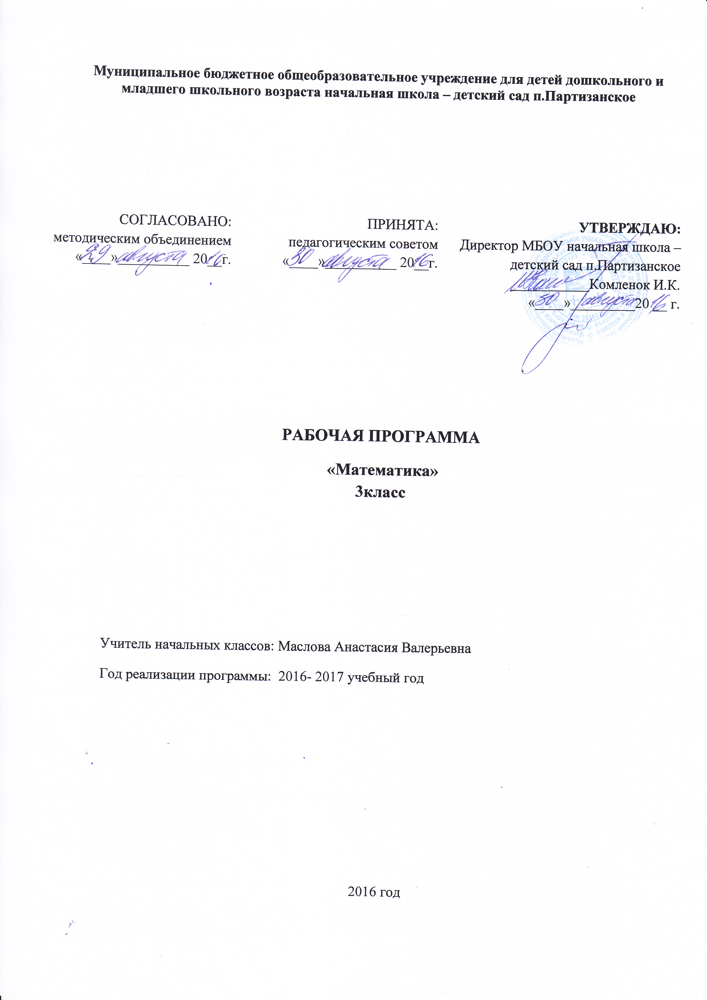 Муниципальное бюджетное общеобразовательное учреждение для детей дошкольного и
младшего школьного возраста начальная школа – детский сад п.Партизанское
СОГЛАСОВАНО:
методическим объединением
«29» августа 2016г.
ПРИНЯТА:
педагогическим советом
«30» августа 2016г.
УТВЕРЖДАЮ:
Директор МБОУ начальная школа –
детский сад п.Партизанское
Комленок И.К.
«30» августа 2016 г.
РАБОЧАЯ ПРОГРАММА
«Математика»
3класс
Учитель начальных классов: Маслова Анастасия Валерьевна
Год реализации программы: 2016- 2017 учебный год
2016 год